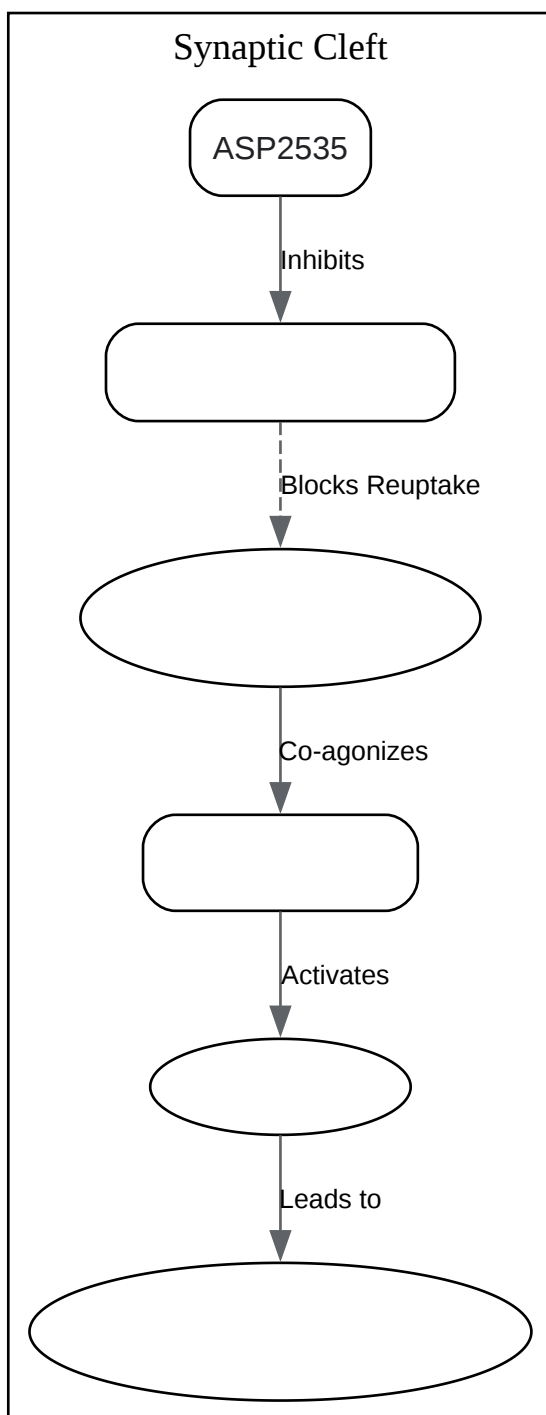 Synaptic Cleft
ASP2535
Inhibits
Blocks Reuptake
Co-agonizes
Activates
Leads to